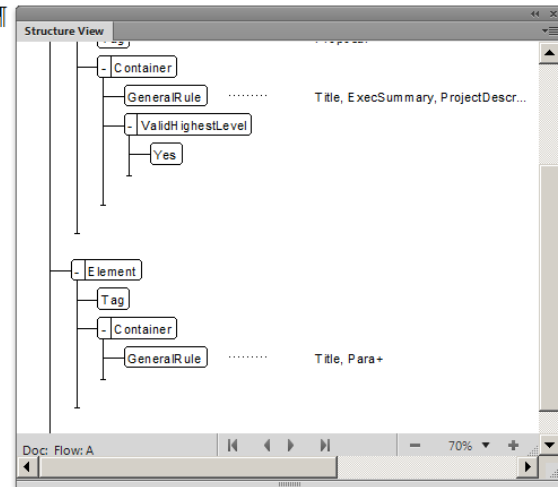 ¶
Structure View
- Container
GeneralRule ········· Title, ExecSummary, ProjectDescr...
- ValidHighestLevel
Yes
- Element
Tag
- Container
GeneralRule ········· Title, Para+
Doc: Flow: A 70%